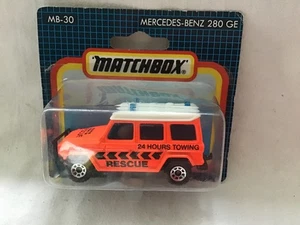 MB-30
MERCEDES-BENZ 280 GE
MATCHBOX
24 HOURS TOWING
RESCUE